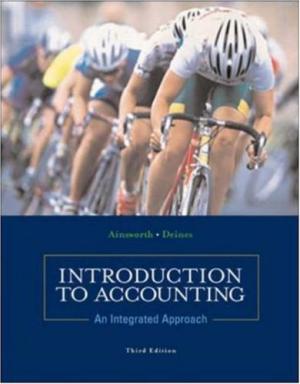 Ainsworth • Deines
INTRODUCTION
TO ACCOUNTING
An Integrated Approach
Third Edition